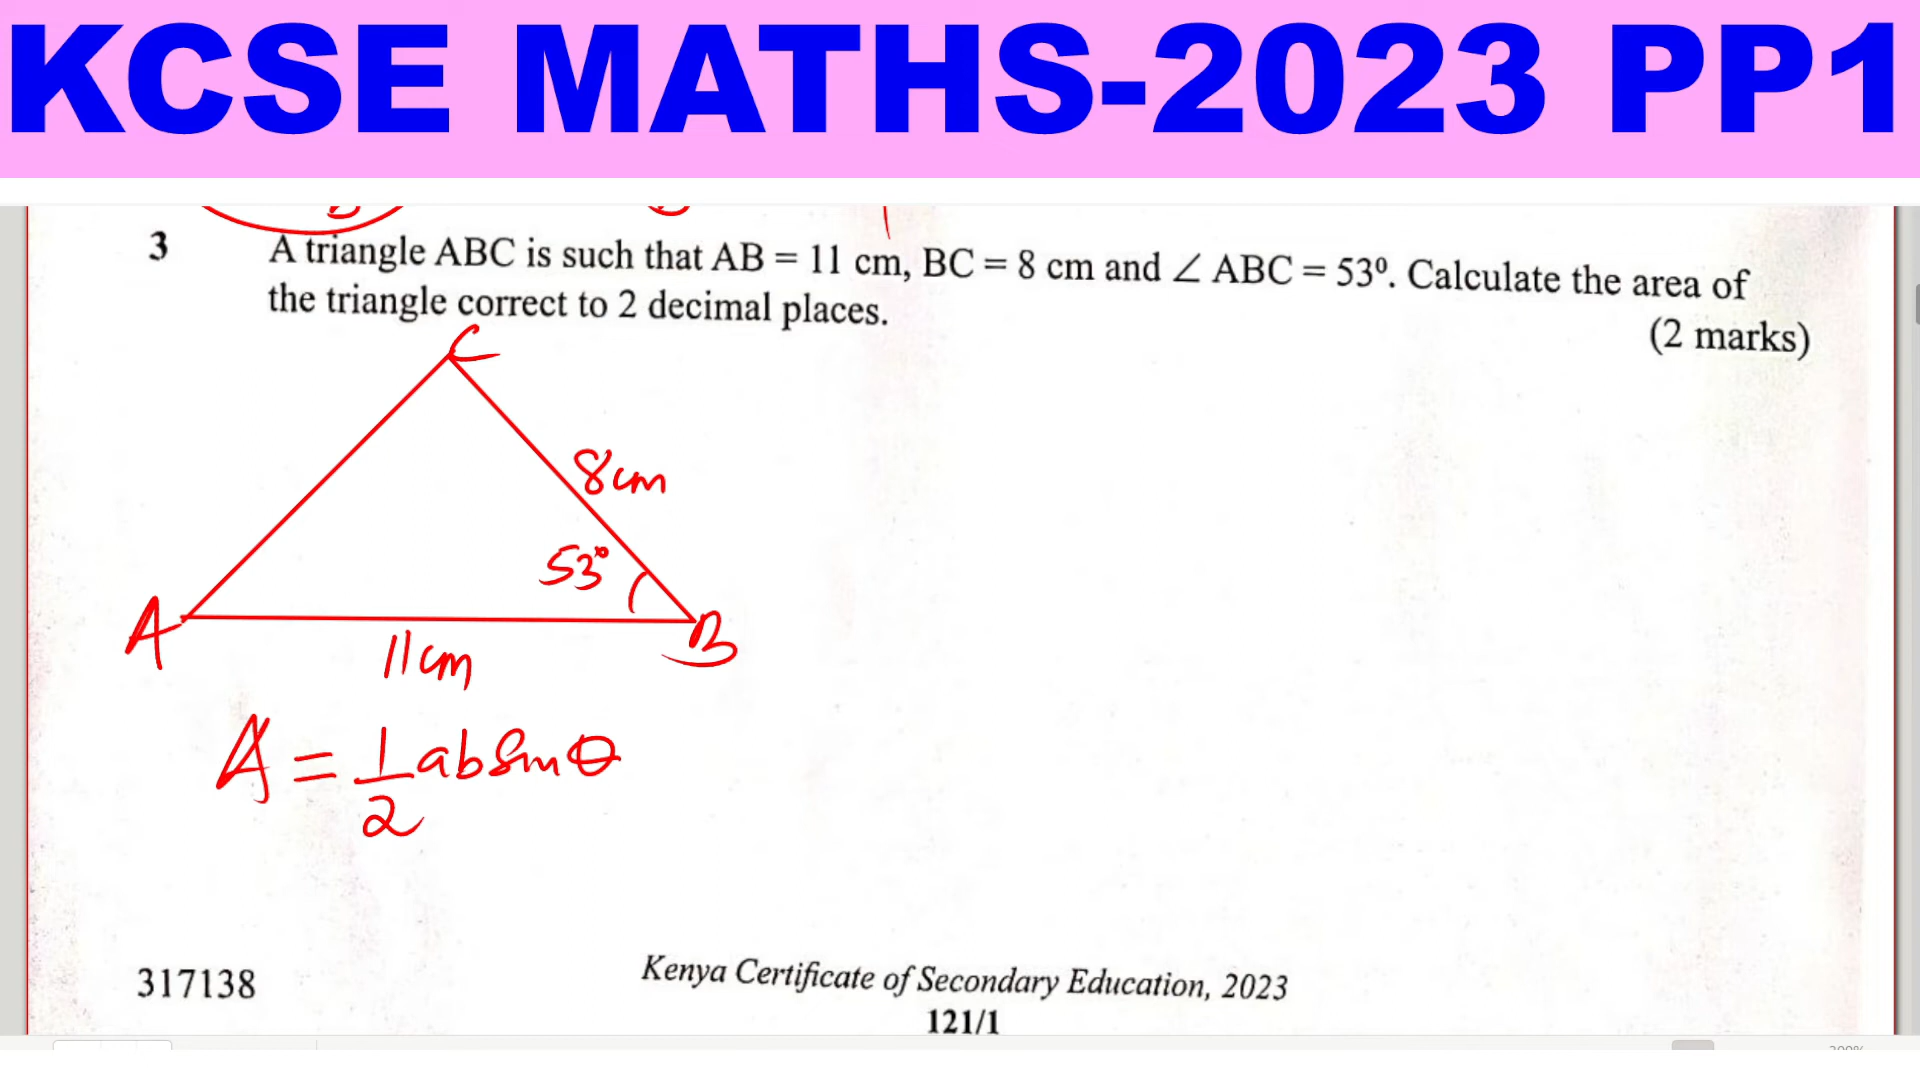 KCSE MATHS-2023 PP1
3 A triangle ABC is such that AB = 11 cm, BC = 8 cm and ∠ ABC = 53⁰. Calculate the area of
the triangle correct to 2 decimal places.
(2 marks)
C
8cm
53°
A
B
11cm
A = 1/2 ab Sin θ
317138
Kenya Certificate of Secondary Education, 2023
121/1